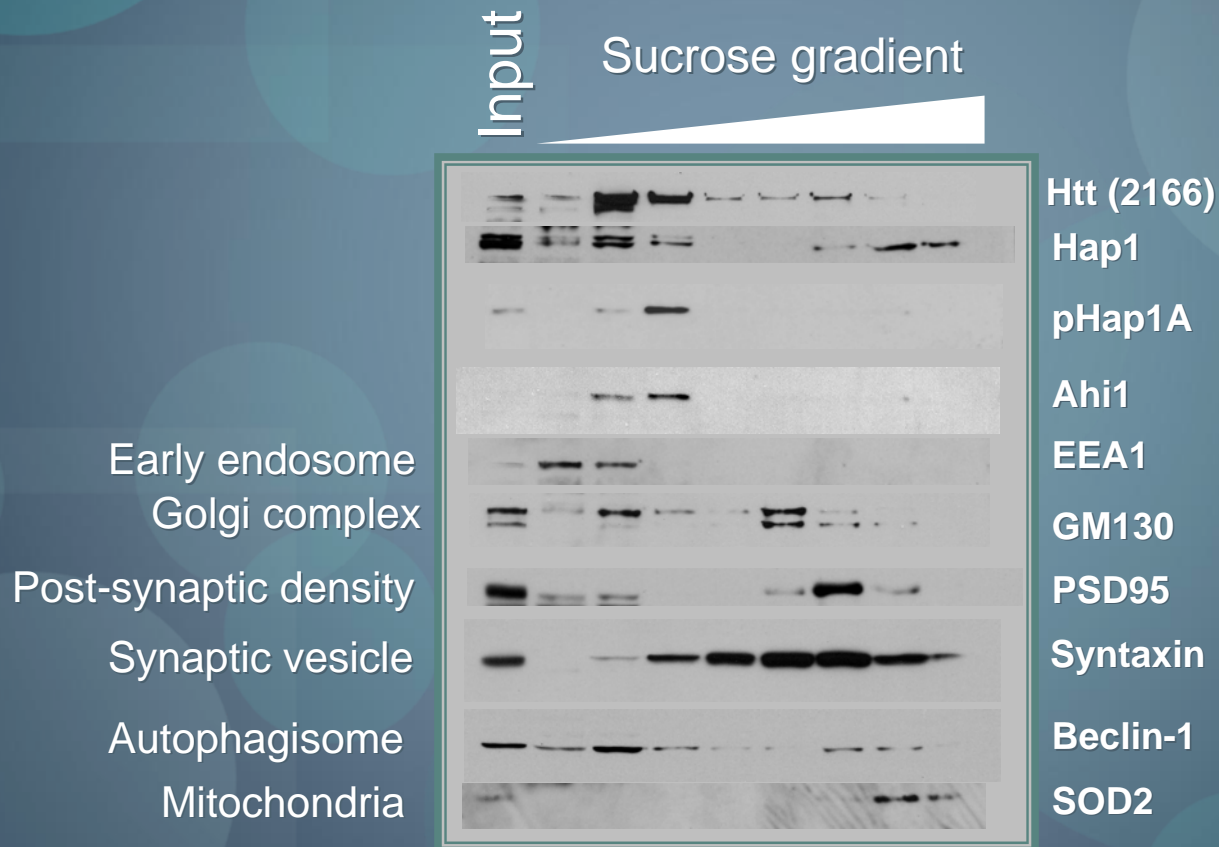 Input
Sucrose gradient
Htt (2166)
Hap1
pHap1A
Ahi1
Early endosome
EEA1
Golgi complex
GM130
Post-synaptic density
PSD95
Synaptic vesicle
Syntaxin
Autophagisome
Beclin-1
Mitochondria
SOD2